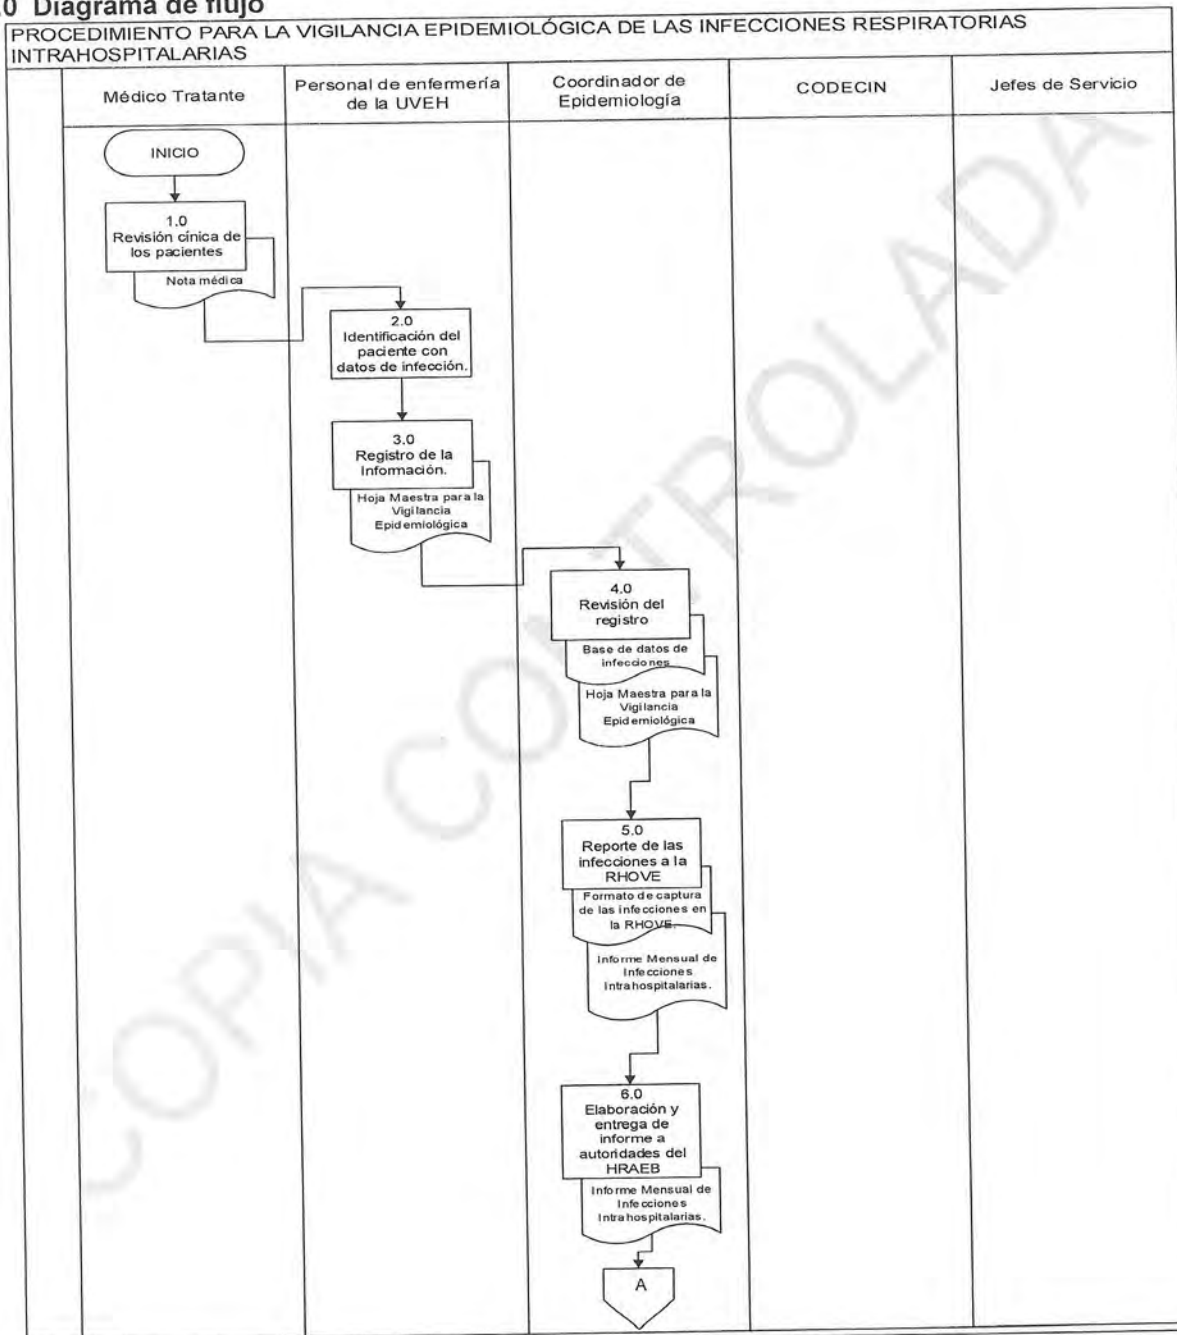 .0 Diagrama de flujo
PROCEDIMIENTO PARA LA VIGILANCIA EPIDEMIOLÓGICA DE LAS INFECCIONES RESPIRATORIAS
INTRAHOSPITALARIAS
Médico Tratante
Personal de enfermería
de la UVEH
Coordinador de
Epidemiología
CODECIN
Jefes de Servicio
INICIO
1.0
Revisión cínica de
los pacientes
Nota médica
2.0
Identificación del
paciente con
datos de infección.
3.0
Registro de la
Información.
Hoja Maestra para la
Vigilancia
Epidemiológica
4.0
Revisión del
registro
Base de datos de
infecciones
Hoja Maestra para la
Vigilancia
Epidemiológica
5.0
Reporte de las
infecciones a la
RHOVE
Formato de captura
de las infecciones en
la RHOVE.
Informe Mensual de
Infecciones
Intrahospitalarias.
6.0
Elaboración y
entrega de
informe a
autoridades del
HRAEB
Informe Mensual de
Infecciones
Intrahospitalarias.
A
COPIA CONTROLADA